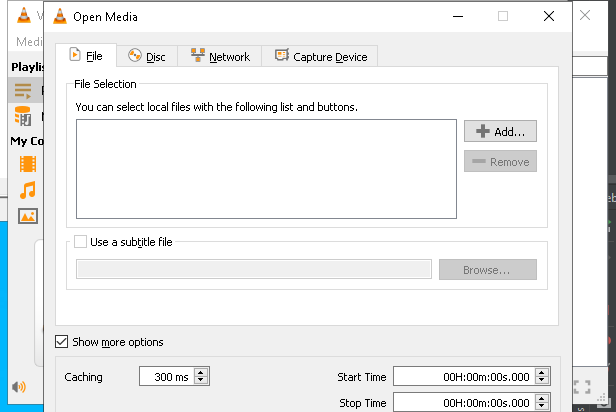 Open Media
Medi
File
Disc
Network
Capture Device
Playlis
File Selection
You can select local files with the following list and buttons.
Add...
Remove
My Co
Use a subtitle file
Browse...
Show more options
Caching
300 ms
Start Time
00H:00m:00s.000
Stop Time
00H:00m:00s.000